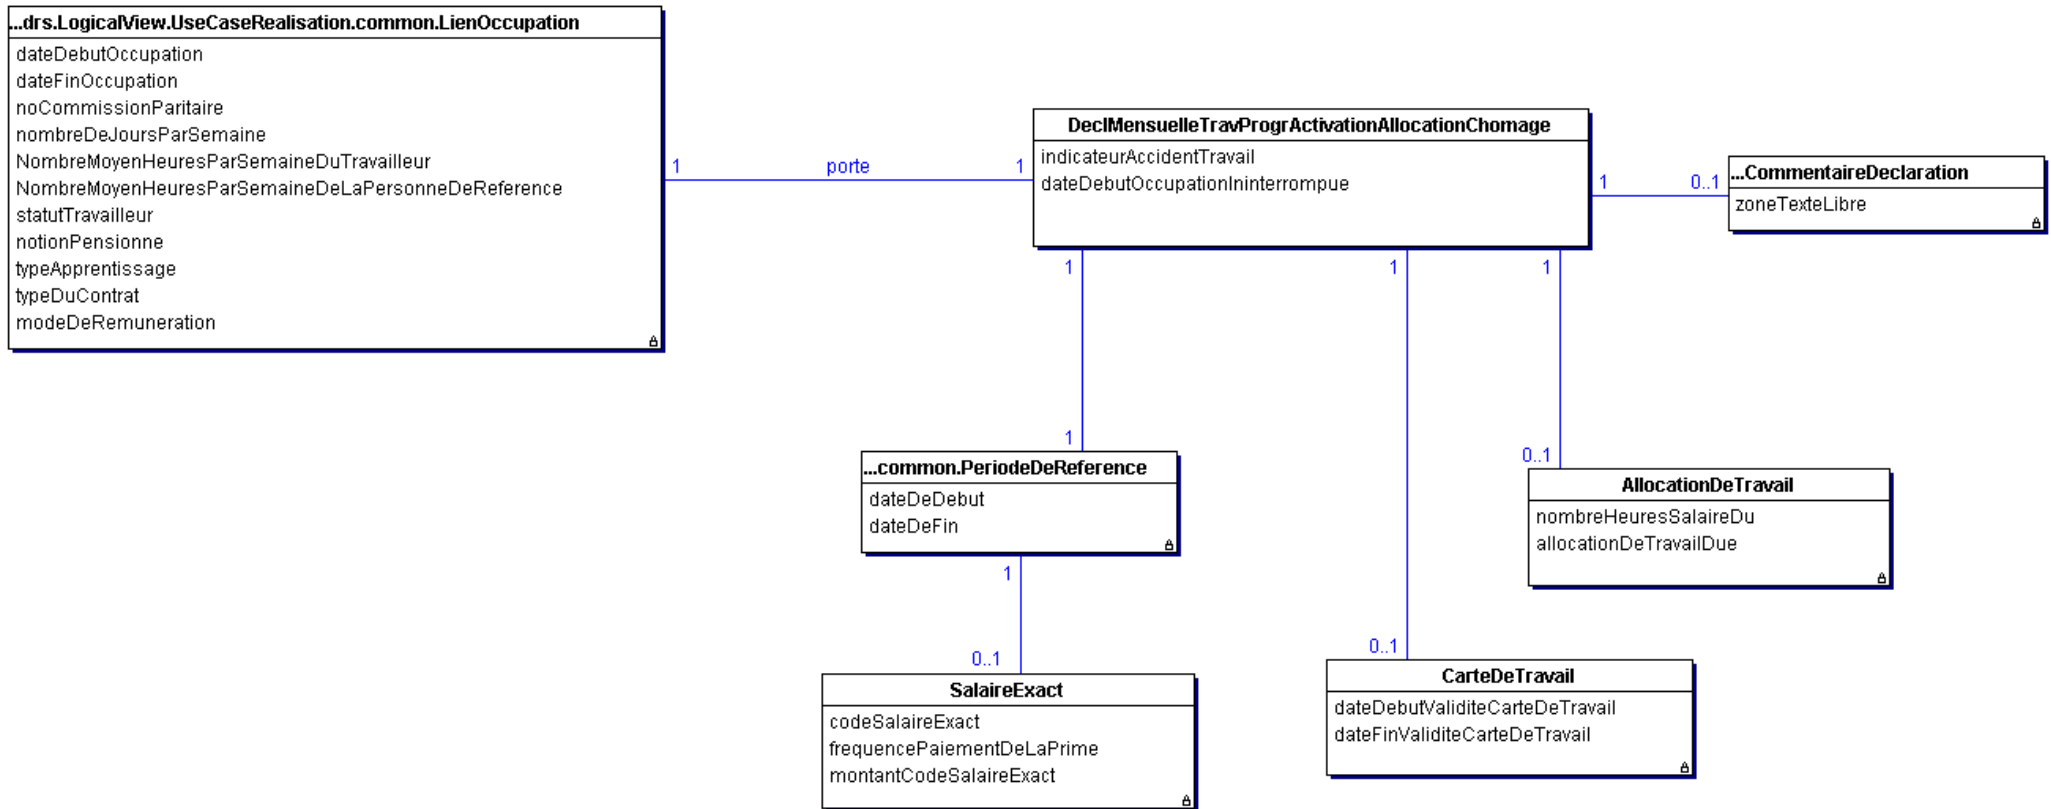 ...drs.LogicalView.UseCaseRealisation.common.LienOccupation
dateDebutOccupation
dateFinOccupation
noCommissionParitaire
nombreDeJoursParSemaine
NombreMoyenHeuresParSemaineDuTravailleur
NombreMoyenHeuresParSemaineDeLaPersonneDeReference
statutTravailleur
notionPensionne
typeApprentissage
typeDuContrat
modeDeRemuneration
1
porte
1
DeclMensuelleTravProgrActivationAllocationChomage
indicateurAccidentTravail
dateDebutOccupationIninterrompue
1
0..1
...CommentaireDeclaration
zoneTexteLibre
1
1
1
1
...common.PeriodeDeReference
dateDeDebut
dateDeFin
0..1
AllocationDeTravail
nombreHeuresSalaireDu
allocationDeTravailDue
1
0..1
SalaireExact
codeSalaireExact
frequencePaiementDeLaPrime
montantCodeSalaireExact
0..1
CarteDeTravail
dateDebutValiditeCarteDeTravail
dateFinValiditeCarteDeTravail